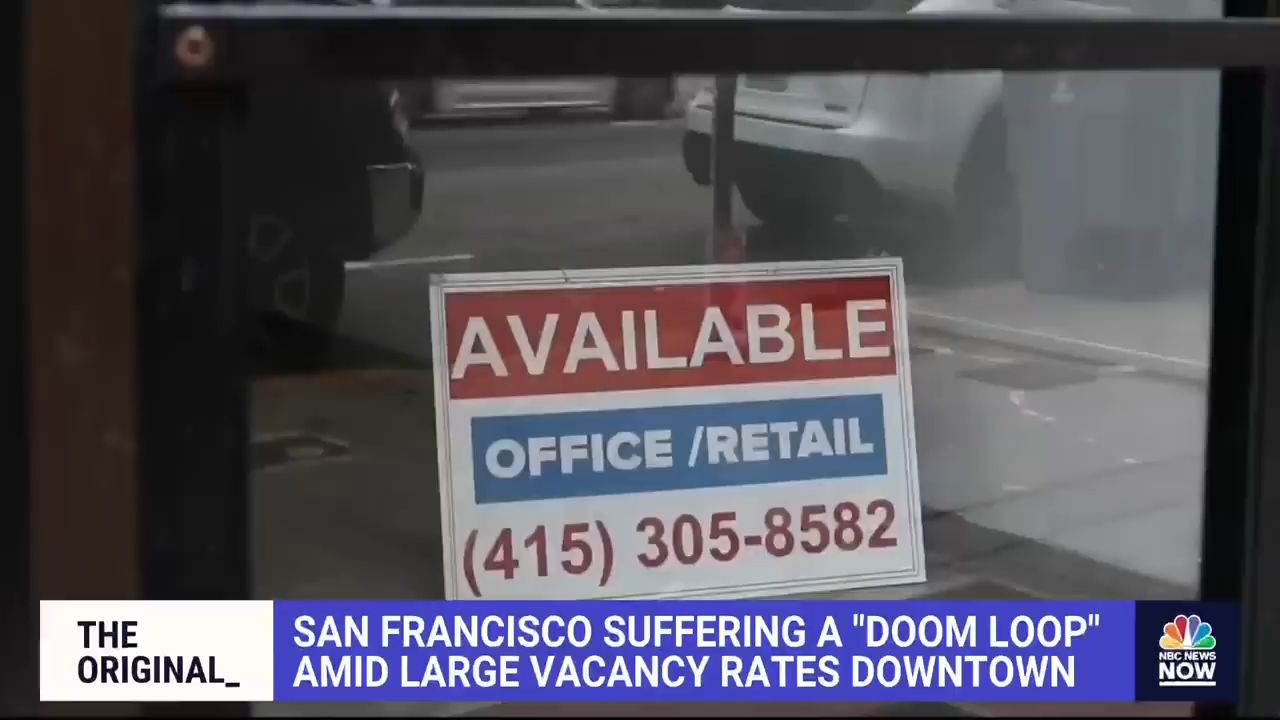 AVAILABLE
OFFICE /RETAIL
(415) 305-8582
THE
ORIGINAL_
SAN FRANCISCO SUFFERING A "DOOM LOOP"
AMID LARGE VACANCY RATES DOWNTOWN
NBC NEWS
NOW